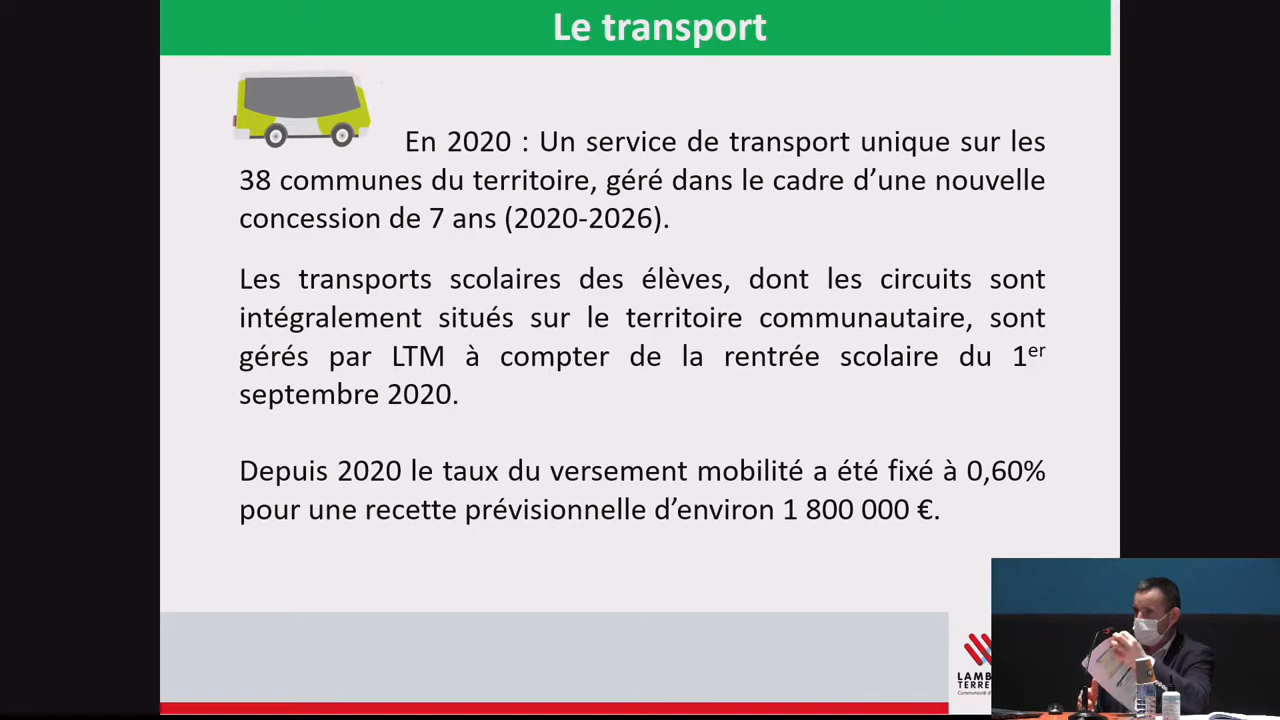 Le transport
En 2020 : Un service de transport unique sur les
38 communes du territoire, géré dans le cadre d’une nouvelle
concession de 7 ans (2020-2026).
Les transports scolaires des élèves, dont les circuits sont
intégralement situés sur le territoire communautaire, sont
gérés par LTM à compter de la rentrée scolaire du 1er
septembre 2020.
Depuis 2020 le taux du versement mobilité a été fixé à 0,60%
pour une recette prévisionnelle d’environ 1 800 000 €.
LAMB
TERRE
Communauté d'